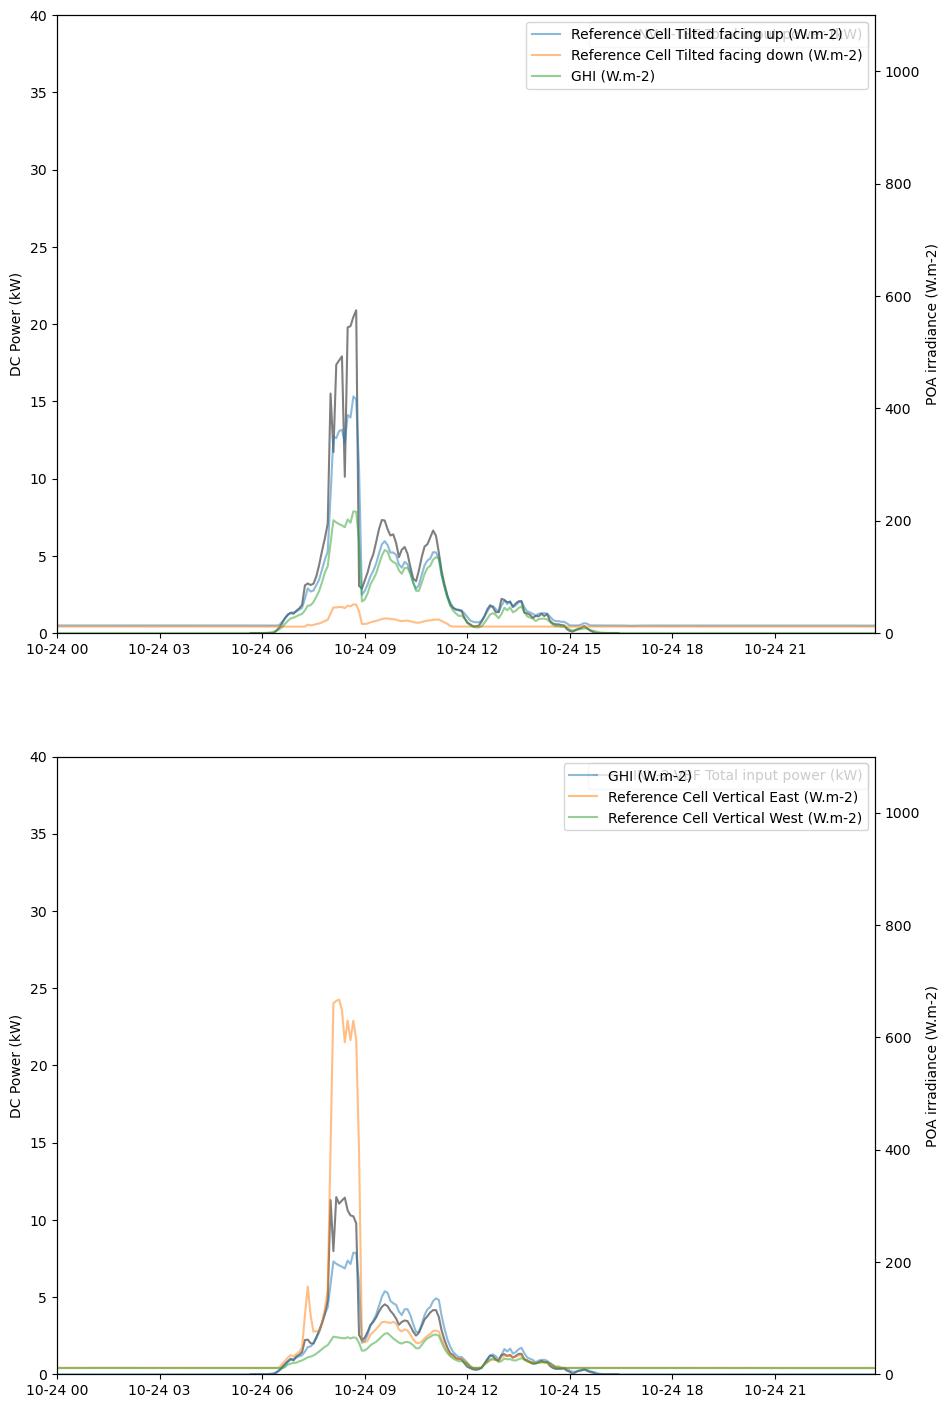 40
35
30
25
20
15
10
5
0
DC Power (kW)
Reference Cell Tilted facing up (W.m-2)
Reference Cell Tilted facing down (W.m-2)
GHI (W.m-2)
1000
800
600
400
200
0
POA irradiance (W.m-2)
10-24 00 10-24 03 10-24 06 10-24 09 10-24 12 10-24 15 10-24 18 10-24 21
40
35
30
25
20
15
10
5
0
DC Power (kW)
GHI (W.m-2)
Total input power (kW)
Reference Cell Vertical East (W.m-2)
Reference Cell Vertical West (W.m-2)
1000
800
600
400
200
0
POA irradiance (W.m-2)
10-24 00 10-24 03 10-24 06 10-24 09 10-24 12 10-24 15 10-24 18 10-24 21